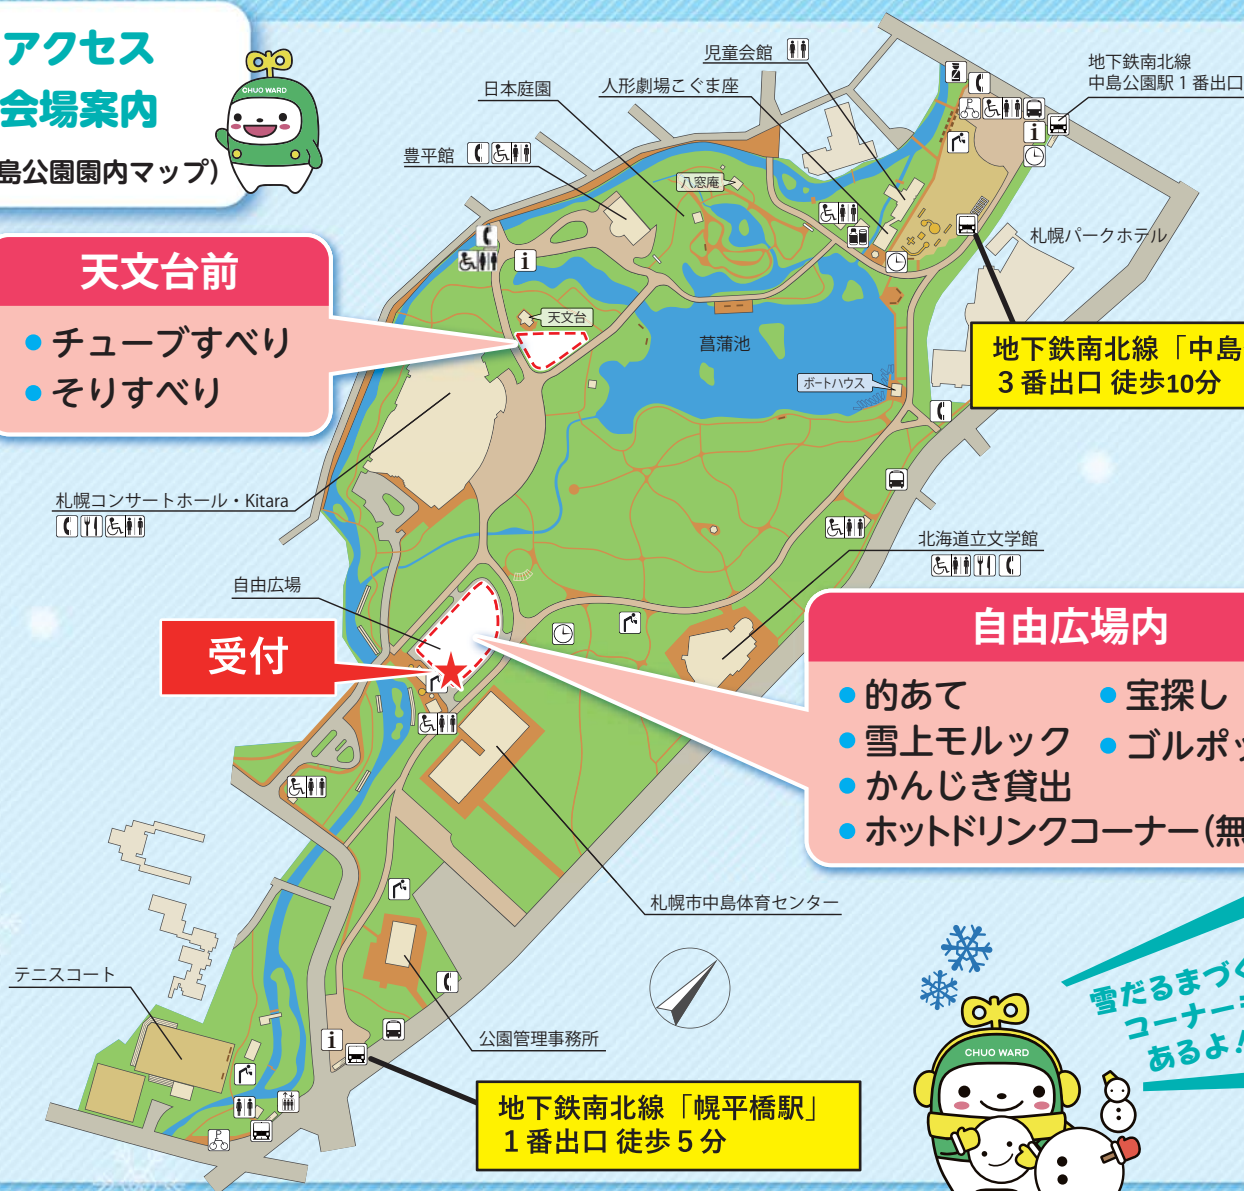 アクセス
会場案内
島公園園内マップ)
CHUO WARD
天文台前
チューブすべり
そりすべり
児童会館
人形劇場こぐま座
日本庭園
豊平館
八窓庵
地下鉄南北線
中島公園駅1番出口
札幌パークホテル
天文台
菖蒲池
ボートハウス
地下鉄南北線「中島
3番出口 徒歩10分
札幌コンサートホール・Kitara
北海道立文学館
自由広場
受付
自由広場内
的あて
宝探し
雪上モルック
ゴルポッ
かんじき貸出
ホットドリンクコーナー(無
札幌市中島体育センター
テニスコート
公園管理事務所
地下鉄南北線「幌平橋駅」
1番出口 徒歩5分
雪だるまづく
コーナーも
あるよ!
CHUO WARD
i
i
i